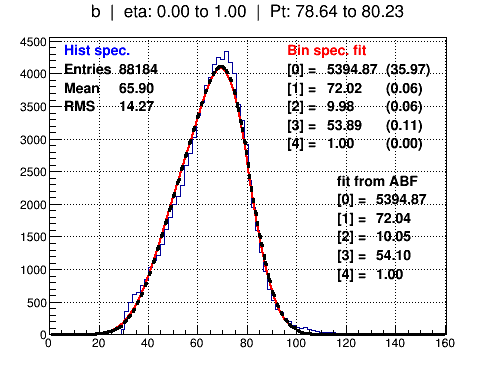 b | eta: 0.00 to 1.00 | Pt: 78.64 to 80.23
Hist spec.
Entries 88184
Mean 65.90
RMS 14.27
Bin spec. fit
[0] = 5394.87 (35.97)
[1] = 72.02 (0.06)
[2] = 9.98 (0.06)
[3] = 53.89 (0.11)
[4] = 1.00 (0.00)
fit from ABF
[0] = 5394.87
[1] = 72.04
[2] = 10.05
[3] = 54.10
[4] = 1.00
4500
4000
3500
3000
2500
2000
1500
1000
500
0
0 20 40 60 80 100 120 140 160